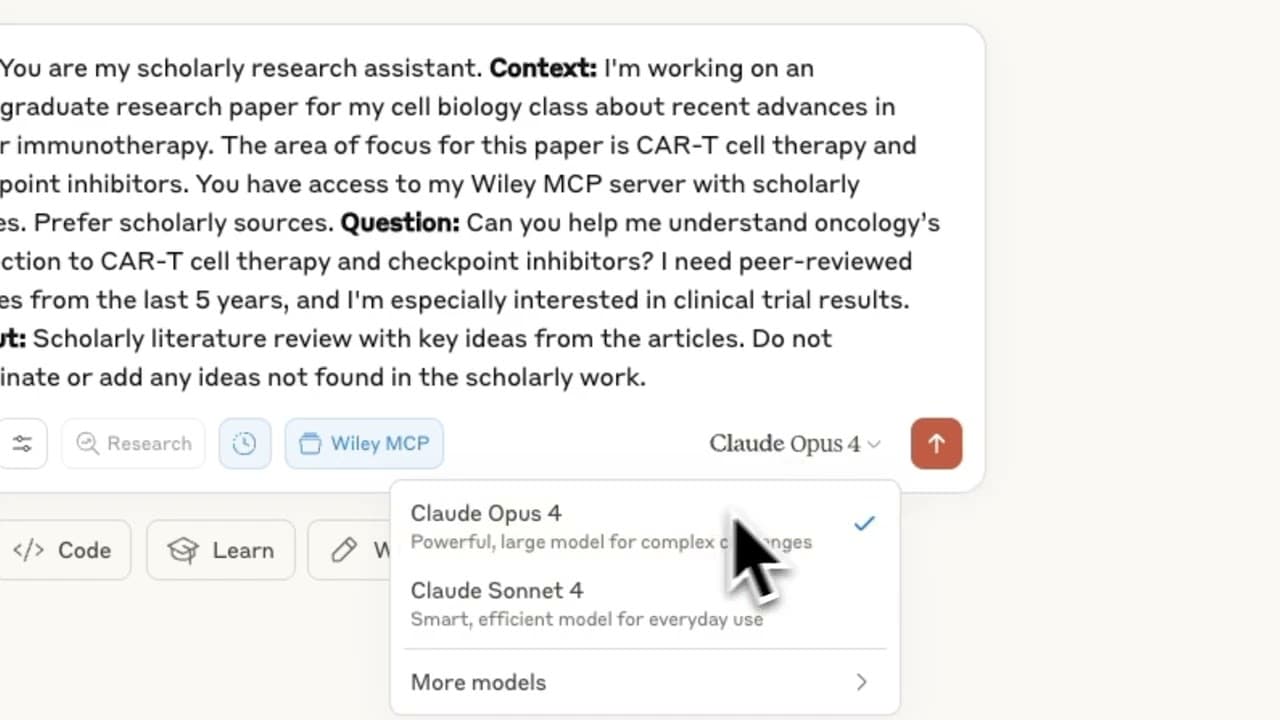 You are my scholarly research assistant. Context: I'm working on an
graduate research paper for my cell biology class about recent advances in
r immunotherapy. The area of focus for this paper is CAR-T cell therapy and
point inhibitors. You have access to my Wiley MCP server with scholarly
es. Prefer scholarly sources. Question: Can you help me understand oncology’s
ction to CAR-T cell therapy and checkpoint inhibitors? I need peer-reviewed
es from the last 5 years, and I'm especially interested in clinical trial results.
ut: Scholarly literature review with key ideas from the articles. Do not
inate or add any ideas not found in the scholarly work.
Research Wiley MCP Claude Opus 4
Claude Opus 4
Powerful, large model for complex
</> Code Learn W
Claude Sonnet 4
Smart, efficient model for everyday use
More models